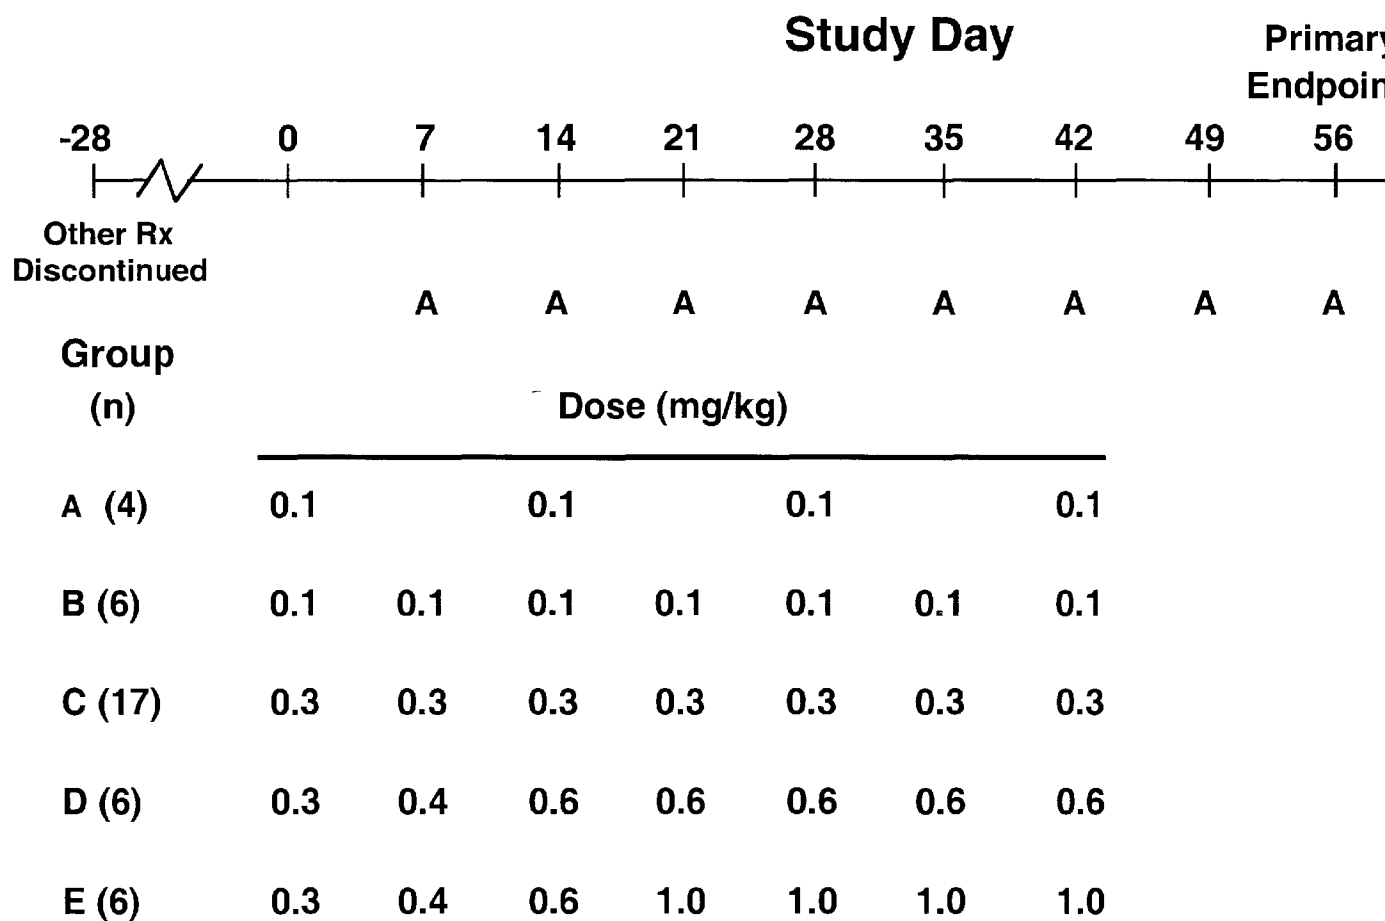 Study Day
Primary
Endpoin
-28 0 7 14 21 28 35 42 49 56
Other Rx
Discontinued
A A A A A A A A
Group
(n)
Dose (mg/kg)
A (4) 0.1 0.1 0.1 0.1
B (6) 0.1 0.1 0.1 0.1 0.1 0.1 0.1
C (17) 0.3 0.3 0.3 0.3 0.3 0.3 0.3
D (6) 0.3 0.4 0.6 0.6 0.6 0.6 0.6
E (6) 0.3 0.4 0.6 1.0 1.0 1.0 1.0